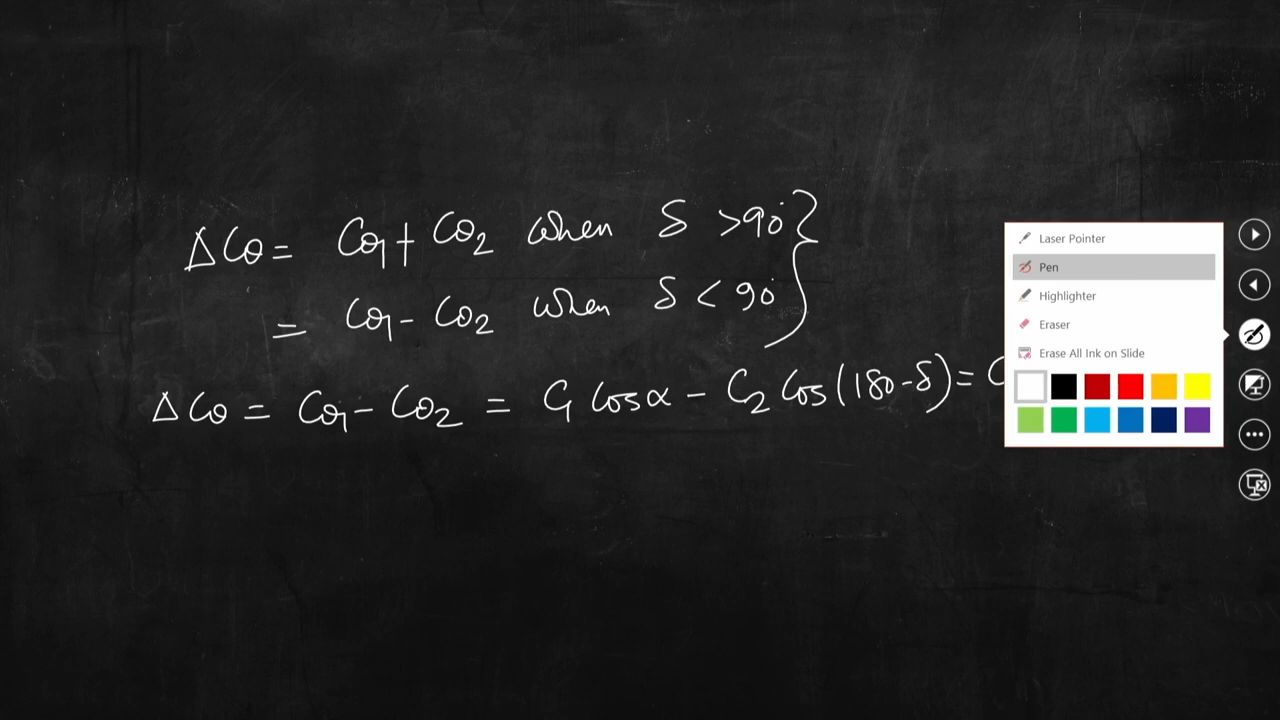 ΔCω = Cω₁ + Cω₂ when δ > 90° }
= Cω₁ - Cω₂ when δ < 90°
ΔCω = Cω₁ - Cω₂ = C₁ Cosα - C₂ Cos(180-δ) = C
Laser Pointer
Pen
Highlighter
Eraser
Erase All Ink on Slide